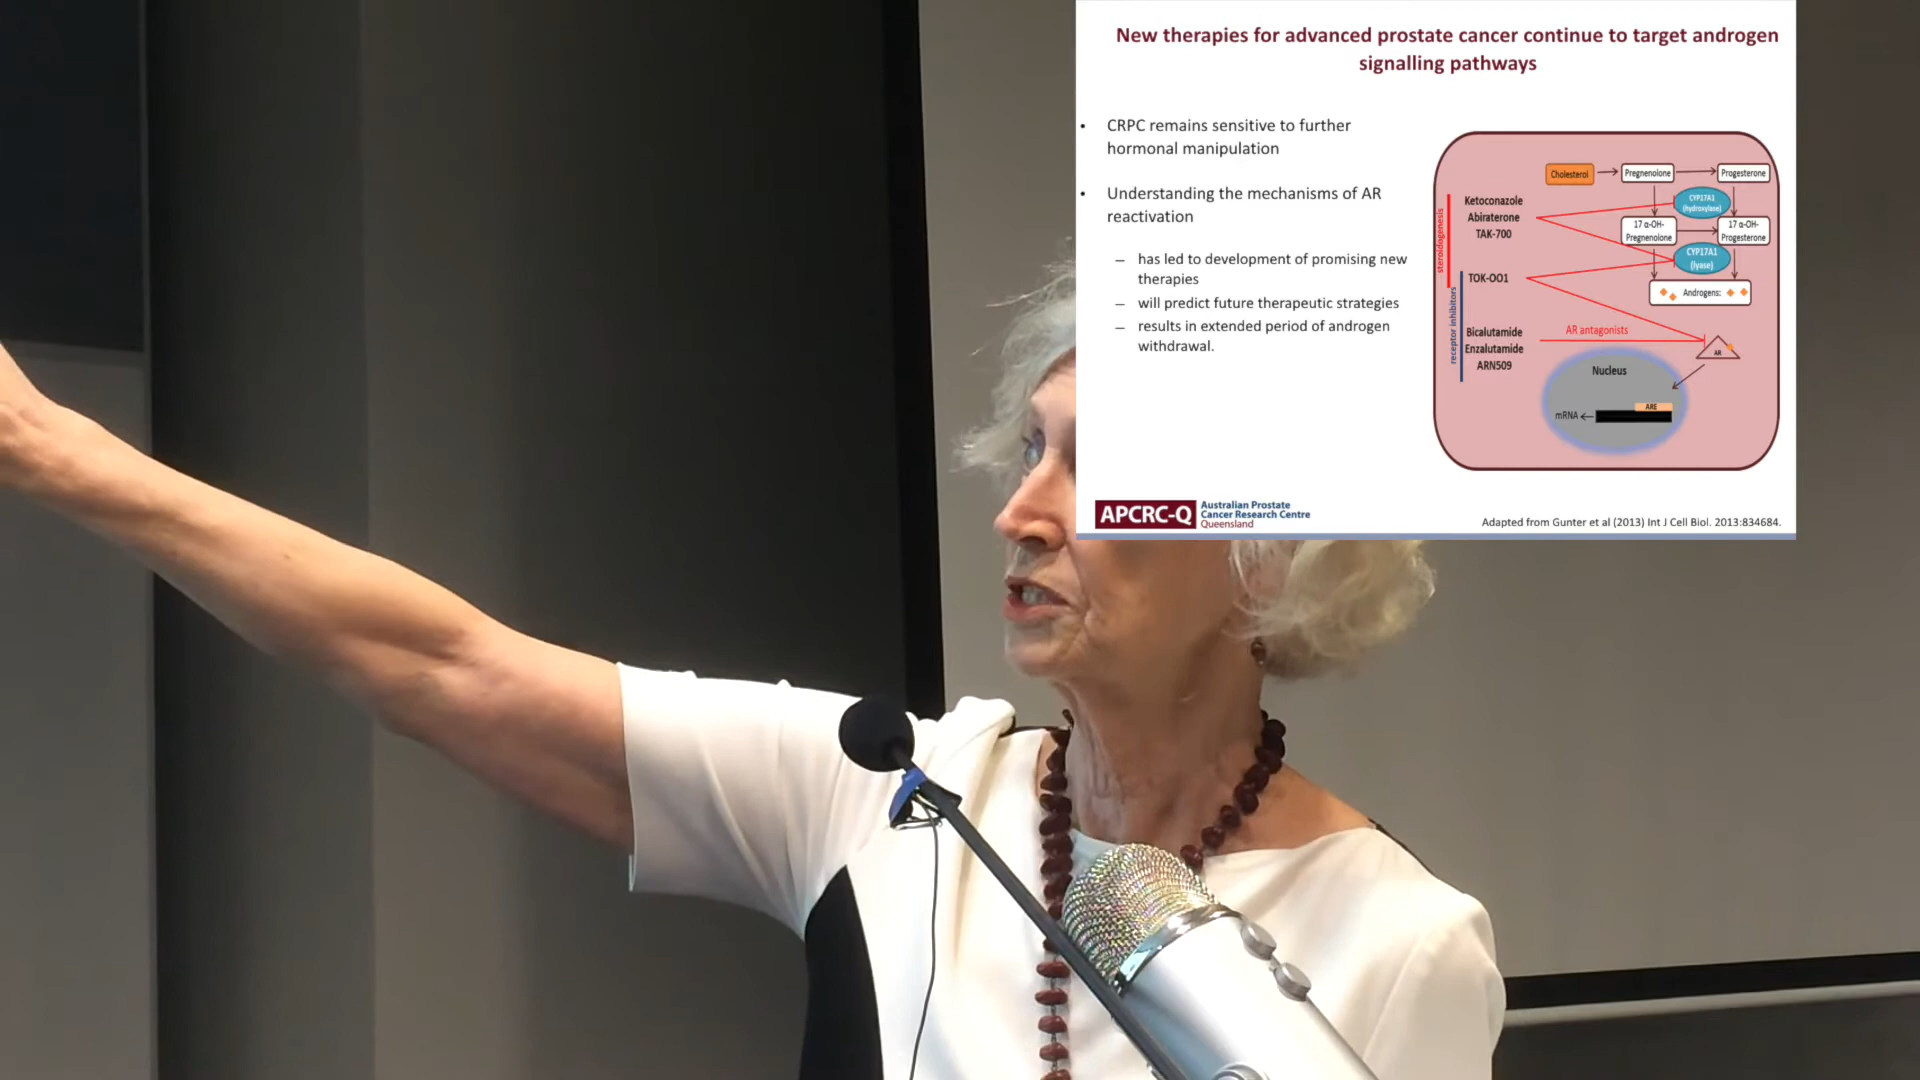 New therapies for advanced prostate cancer continue to target androgen
signalling pathways
• CRPC remains sensitive to further
hormonal manipulation
• Understanding the mechanisms of AR
reactivation
– has led to development of promising new
therapies
– will predict future therapeutic strategies
– results in extended period of androgen
withdrawal.
Cholesterol
Pregnenolone
Progesterone
steroidogenesis
Ketoconazole
Abiraterone
TAK-700
CYP17A1
(hydroxylase)
17 α-OH-
Pregnenolone
17 α-OH-
Progesterone
CYP17A1
(lyase)
TOK-OO1
Androgens:
receptor inhibitors
Bicalutamide
Enzalutamide
ARN509
AR antagonists
AR
Nucleus
ARE
mRNA
APCRC-Q
Australian Prostate
Cancer Research Centre
Queensland
Adapted from Gunter et al (2013) Int J Cell Biol. 2013:834684.